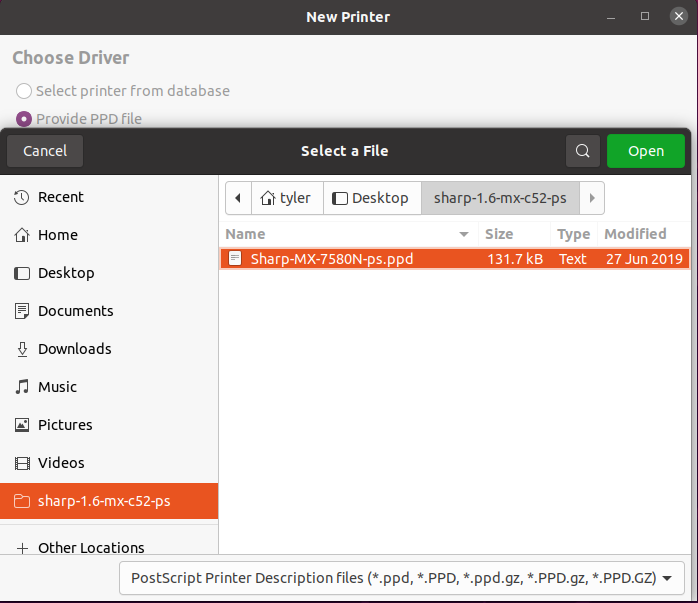 New Printer
Choose Driver
Select printer from database
Provide PPD file
Cancel
Select a File
Open
Recent
Home
Desktop
Documents
Downloads
Music
Pictures
Videos
sharp-1.6-mx-c52-ps
Other Locations
tyler Desktop sharp-1.6-mx-c52-ps
Name Size Type Modified
Sharp-MX-7580N-ps.ppd 131.7 kB Text 27 Jun 2019
PostScript Printer Description files (*.ppd, *.PPD, *.ppd.gz, *.PPD.gz, *.PPD.GZ)